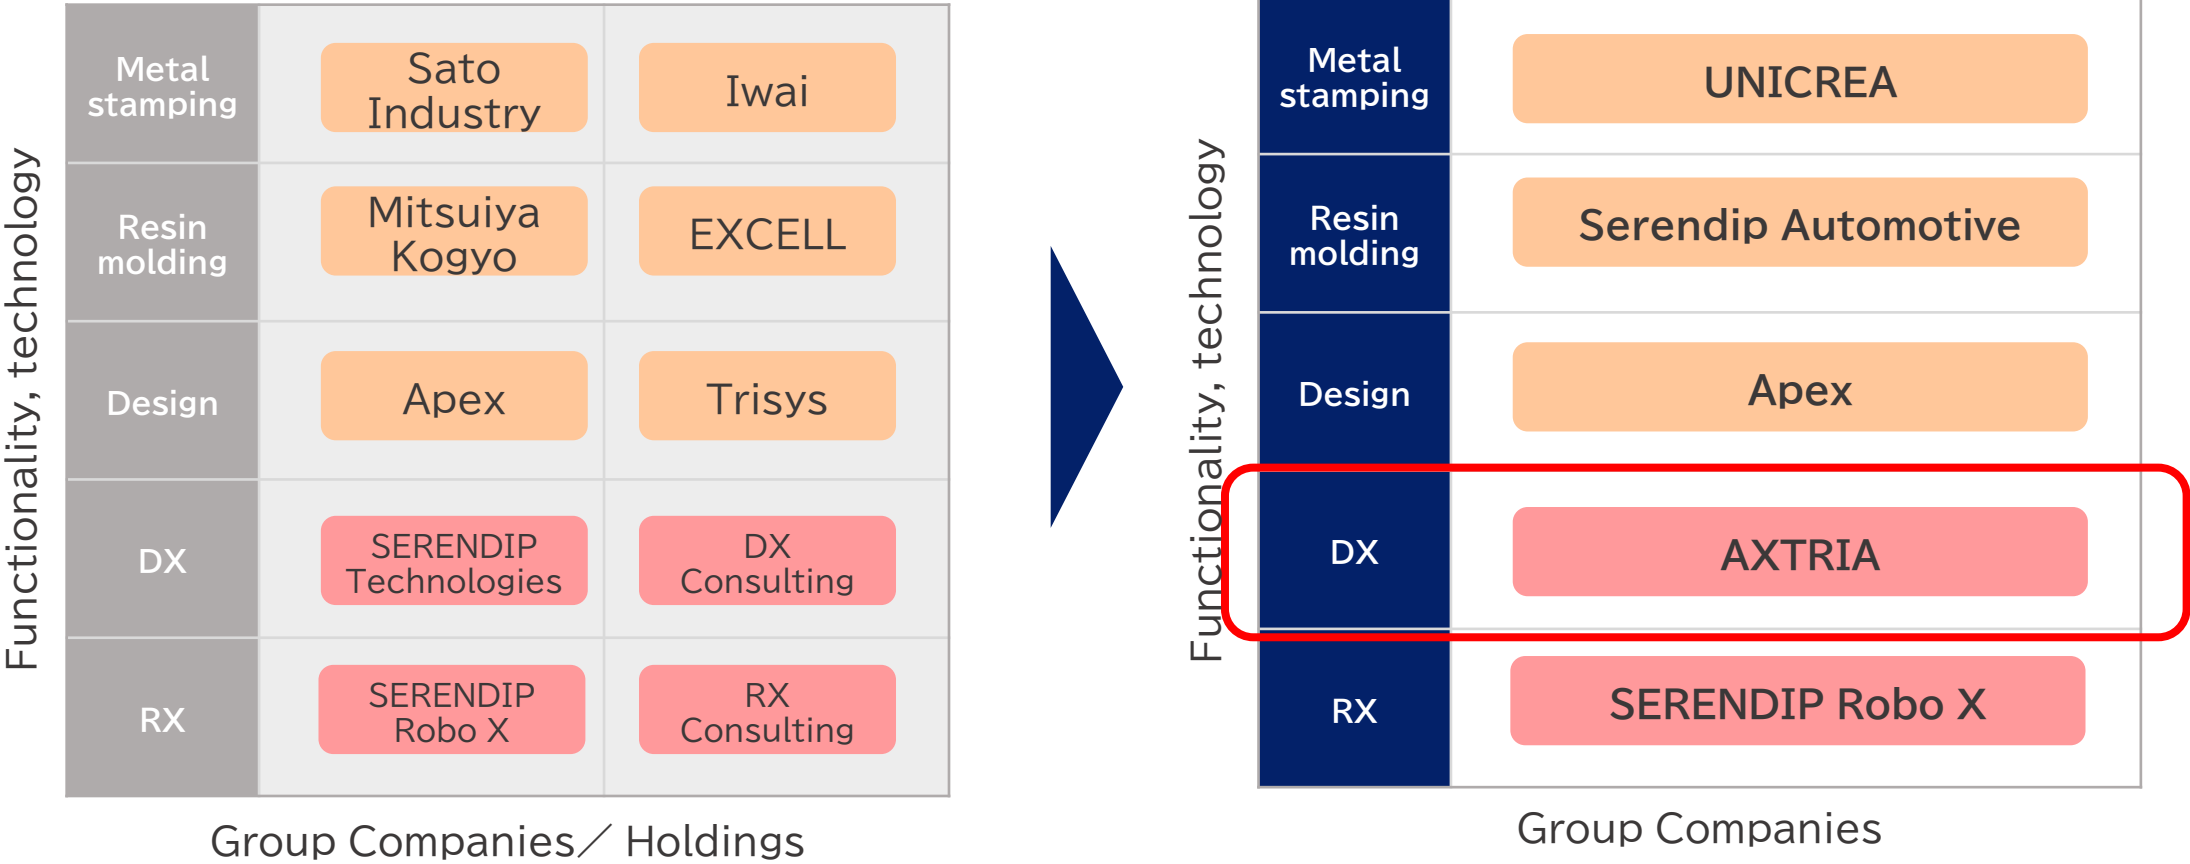 Functionality, technology
Metal
stamping
Sato
Industry
Iwai
Resin
molding
Mitsuiya
Kogyo
EXCELL
Design
Apex
Trisys
DX
SERENDIP
Technologies
DX
Consulting
RX
SERENDIP
Robo X
RX
Consulting
Group Companies／ Holdings
Functionality, technology
Metal
stamping
UNICREA
Resin
molding
Serendip Automotive
Design
Apex
DX
AXTRIA
RX
SERENDIP Robo X
Group Companies